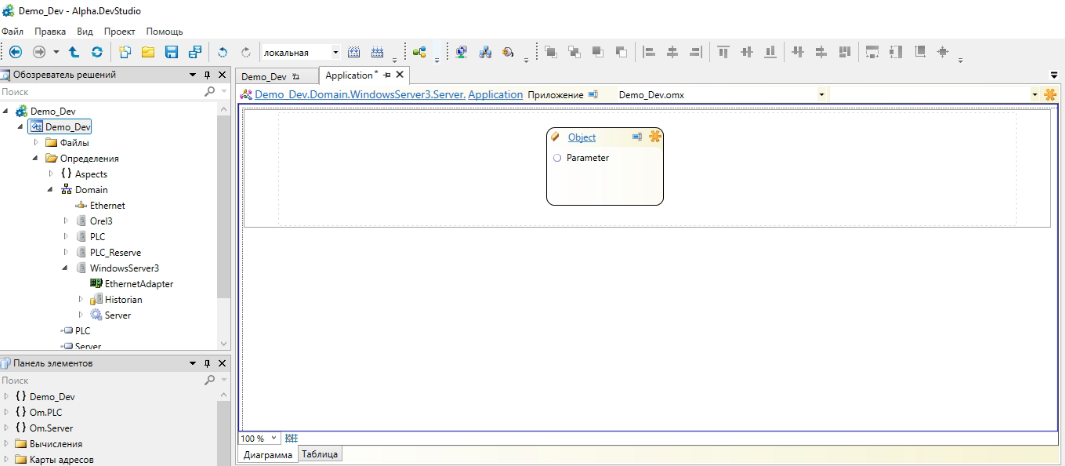 Demo_Dev - Alpha.DevStudio
Файл Правка Вид Проект Помощь
локальная
Обозреватель решений
Поиск
Demo_Dev
Demo_Dev
Файлы
Определения
{ } Aspects
Domain
Ethernet
Orel3
PLC
PLC_Reserve
WindowsServer3
EthernetAdapter
Historian
Server
PLC
Server
Панель элементов
Поиск
{ } Demo_Dev
{ } Om.PLC
{ } Om.Server
Вычисления
Карты адресов
Demo_Dev Application*
Demo_Dev.Domain.WindowsServer3.Server. Application Приложение Demo_Dev.omx
Object
Parameter
100 %
Диаграмма Таблица